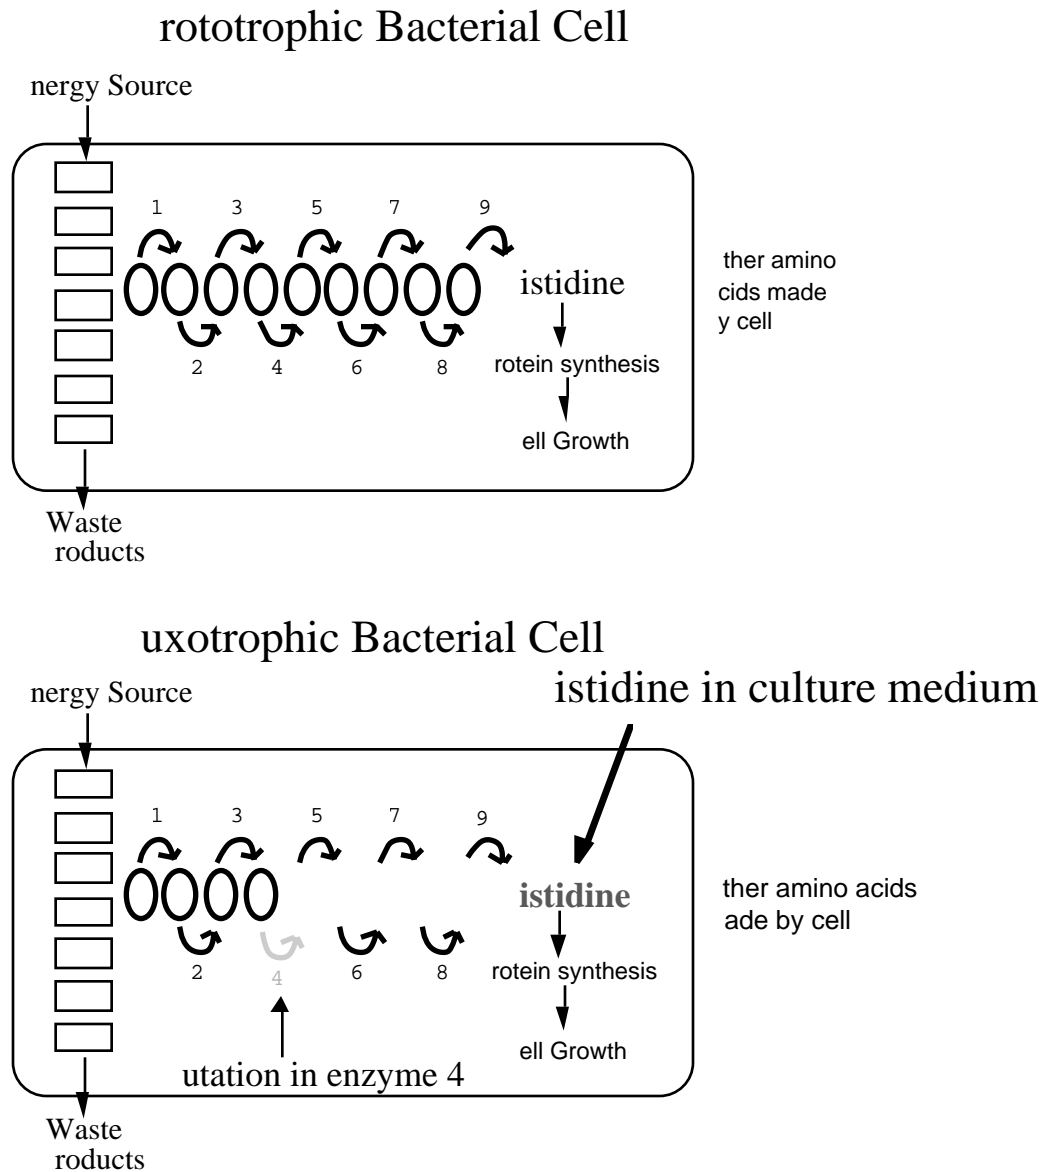 rototrophic Bacterial Cell
nergy Source
1 3 5 7 9
ther amino
cids made
y cell
istidine
2 4 6 8
rotein synthesis
ell Growth
Waste
roducts
uxotrophic Bacterial Cell
istidine in culture medium
nergy Source
1 3 5 7 9
istidine
ther amino acids
ade by cell
2 4 6 8
rotein synthesis
ell Growth
utation in enzyme 4
Waste
roducts